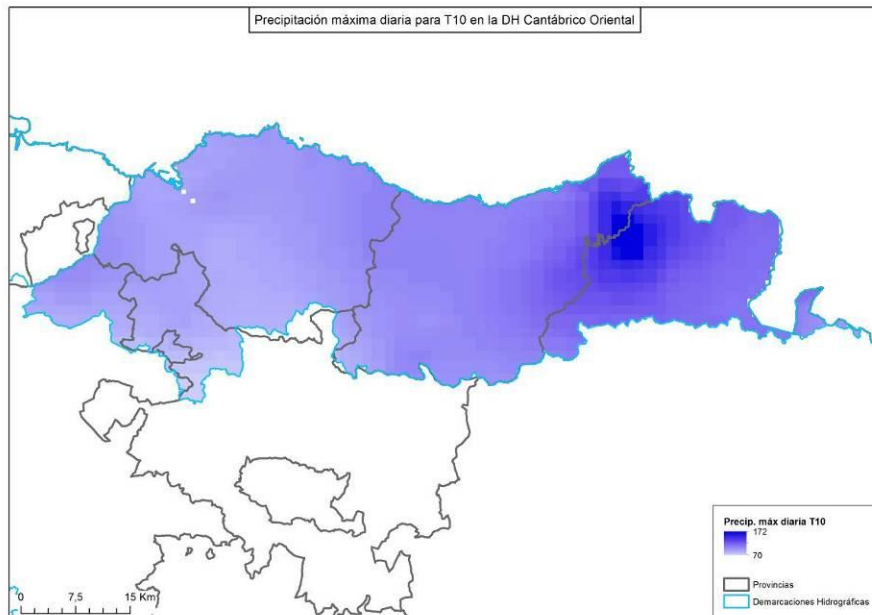 Precipitación máxima diaria para T10 en la DH Cantábrico Oriental
Precip. máx diaria T10
172
70
Provincias
Demarcaciones Hidrográficas
0 7,5 15 Km